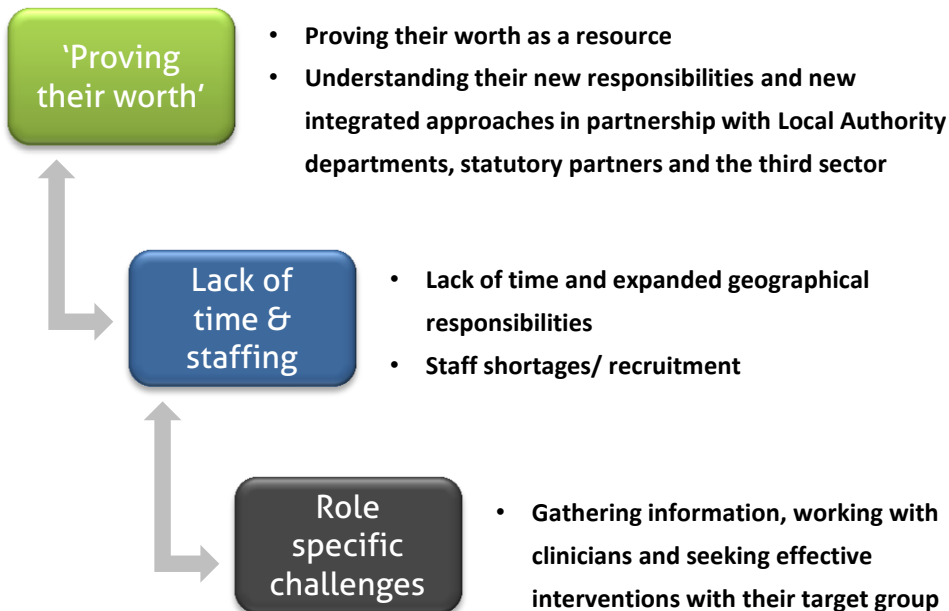 ‘Proving
their worth’
• Proving their worth as a resource
• Understanding their new responsibilities and new
integrated approaches in partnership with Local Authority
departments, statutory partners and the third sector
Lack of
time &
staffing
• Lack of time and expanded geographical
responsibilities
• Staff shortages/ recruitment
Role
specific
challenges
• Gathering information, working with
clinicians and seeking effective
interventions with their target group